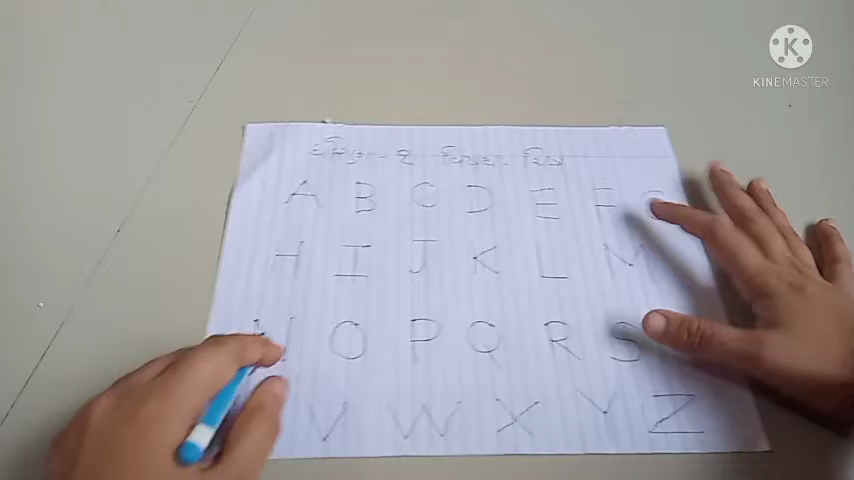 A B C D E F G
H I J K L M
N O P Q R S
V W X Y Z
K
KINEMASTER